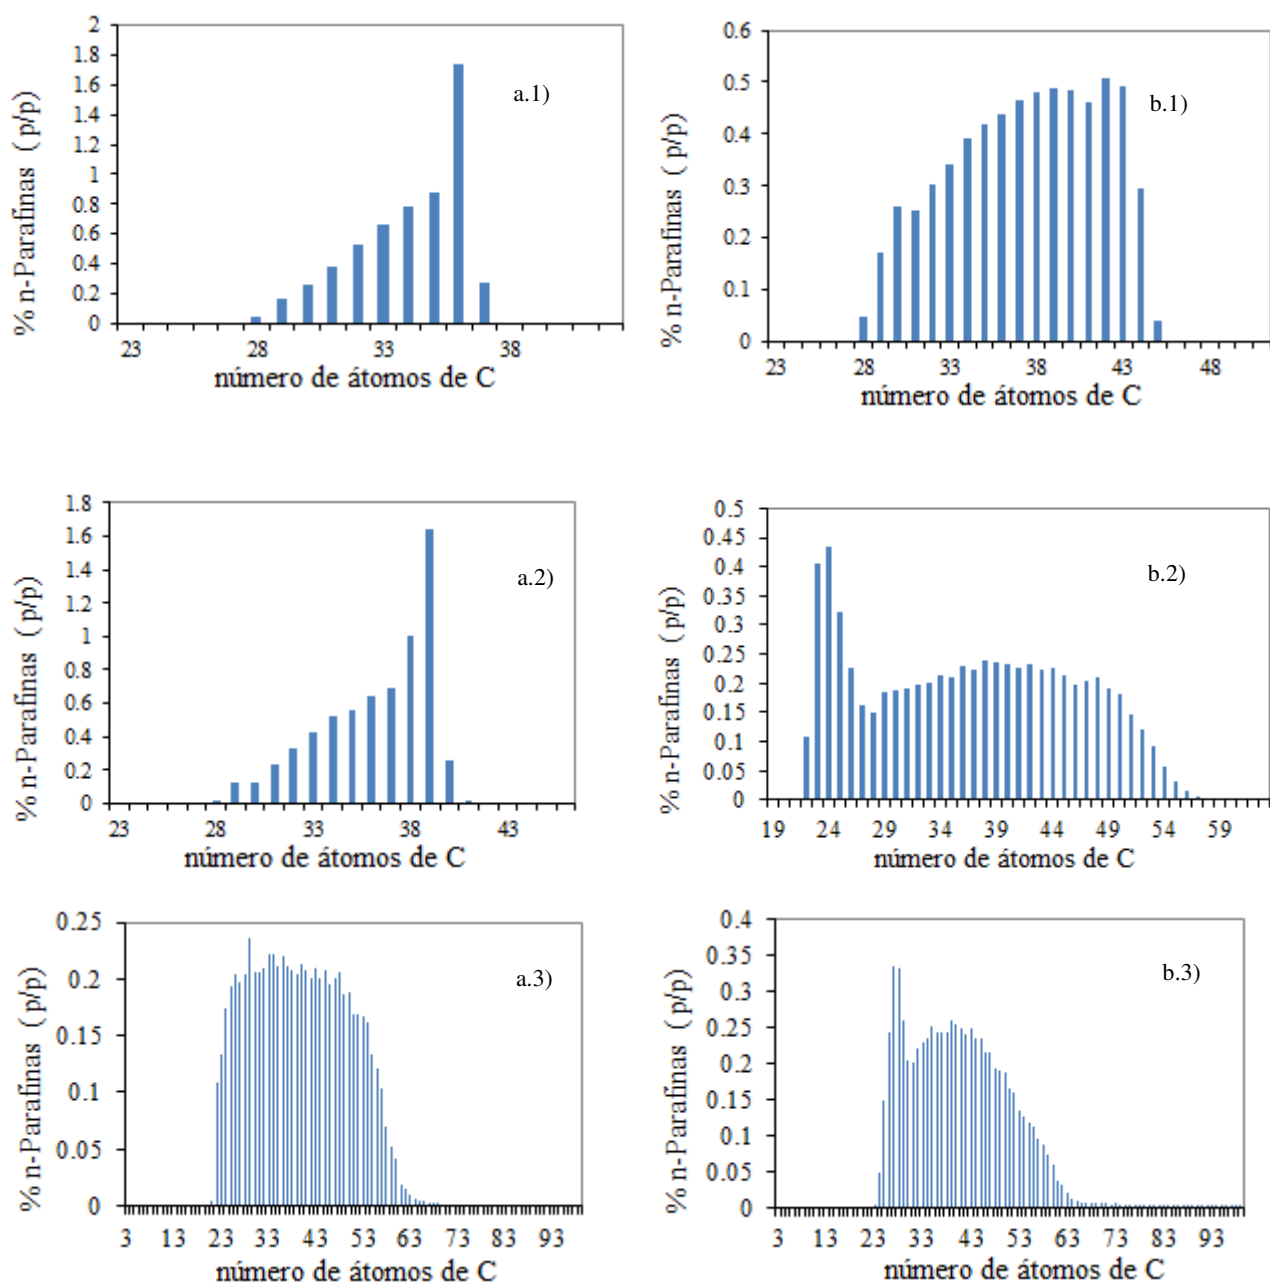 2
1.8
1.6
1.4
1.2
1
0.8
0.6
0.4
0.2
0
% n-Parafinas ( p/p)
a.1)
23 28 33 38
número de átomos de C
0.6
0.5
0.4
0.3
0.2
0.1
0
% n-Parafinas ( p/p)
b.1)
23 28 33 38 43 48
número de átomos de C
1.8
1.6
1.4
1.2
1
0.8
0.6
0.4
0.2
0
% n-Parafinas ( p/p)
a.2)
23 28 33 38 43
número de átomos de C
0.5
0.45
0.4
0.35
0.3
0.25
0.2
0.15
0.1
0.05
0
% n-Parafinas ( p/p)
b.2)
19 24 29 34 39 44 49 54 59
número de átomos de C
0.25
0.2
0.15
0.1
0.05
0
% n-Parafinas ( p/p)
a.3)
3 13 23 33 43 53 63 73 83 93
número de átomos de C
0.4
0.35
0.3
0.25
0.2
0.15
0.1
0.05
0
% n-Parafinas ( p/p)
b.3)
3 13 23 33 43 53 63 73 83 93
número de átomos de C